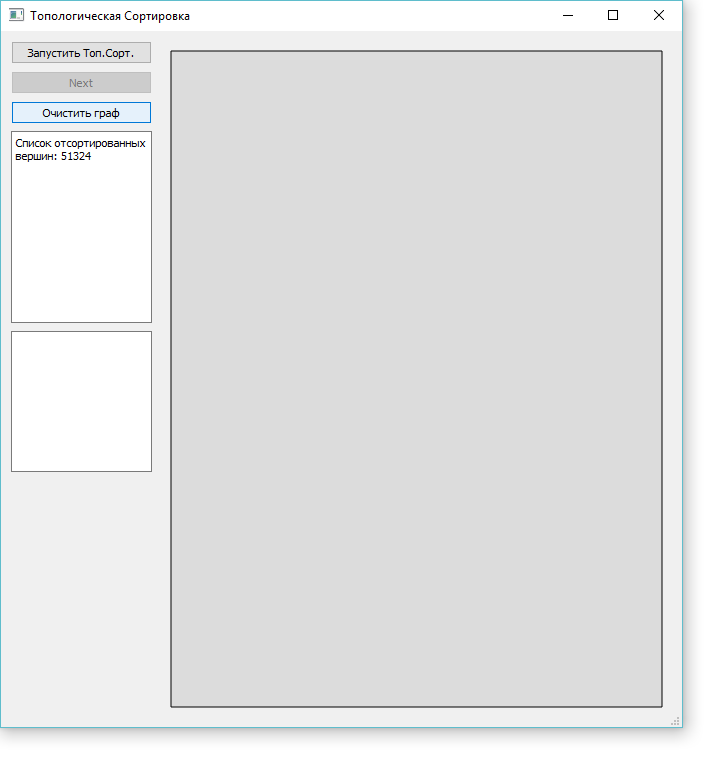 Топологическая Сортировка
Запустить Топ.Сорт.
Next
Очистить граф
Список отсортированных
вершин: 51324